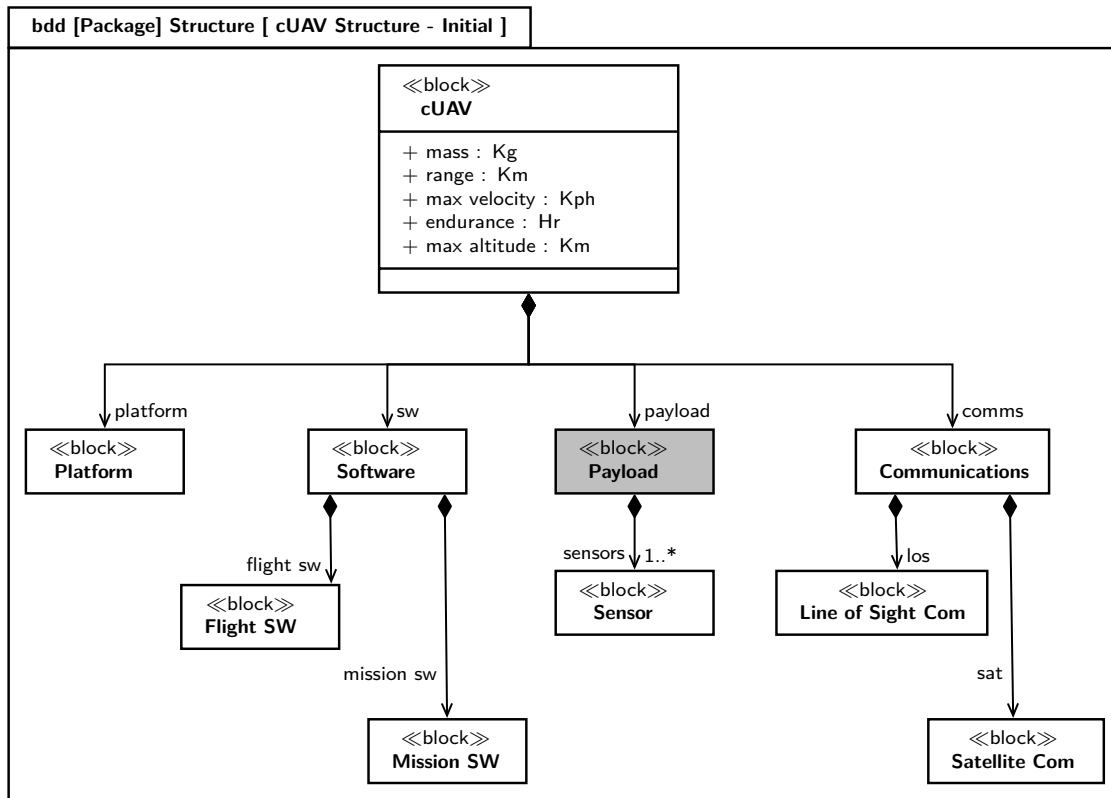 bdd [Package] Structure [ cUAV Structure - Initial ]
≪block≫
cUAV
+ mass : Kg
+ range : Km
+ max velocity : Kph
+ endurance : Hr
+ max altitude : Km
platform
sw
payload
comms
≪block≫
Platform
≪block≫
Software
≪block≫
Payload
≪block≫
Communications
flight sw
sensors
1..*
los
≪block≫
Flight SW
≪block≫
Sensor
≪block≫
Line of Sight Com
mission sw
sat
≪block≫
Mission SW
≪block≫
Satellite Com